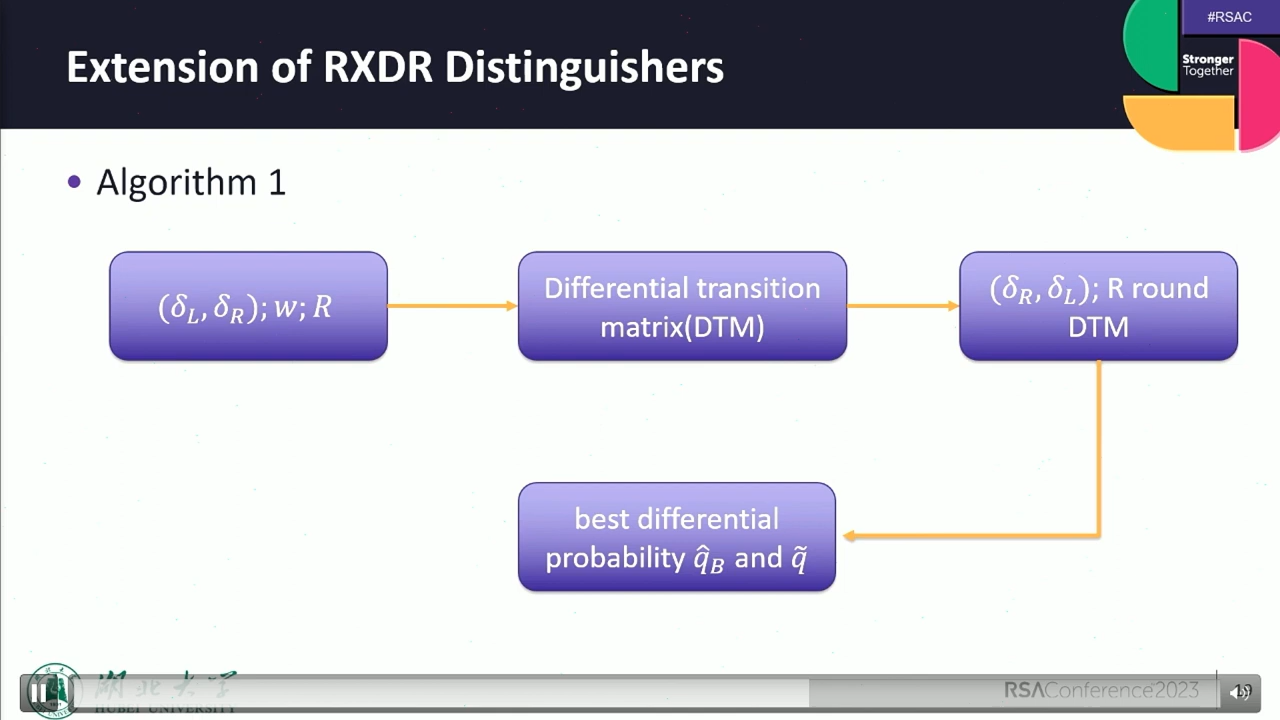 #RSAC
Stronger
Together
Extension of RXDR Distinguishers
• Algorithm 1
(δ_L, δ_R); w; R
Differential transition
matrix(DTM)
(δ_R, δ_L); R round
DTM
best differential
probability q̂_B and q̃
湖北大学
HUBEI UNIVERSITY
RSAConference2023
19